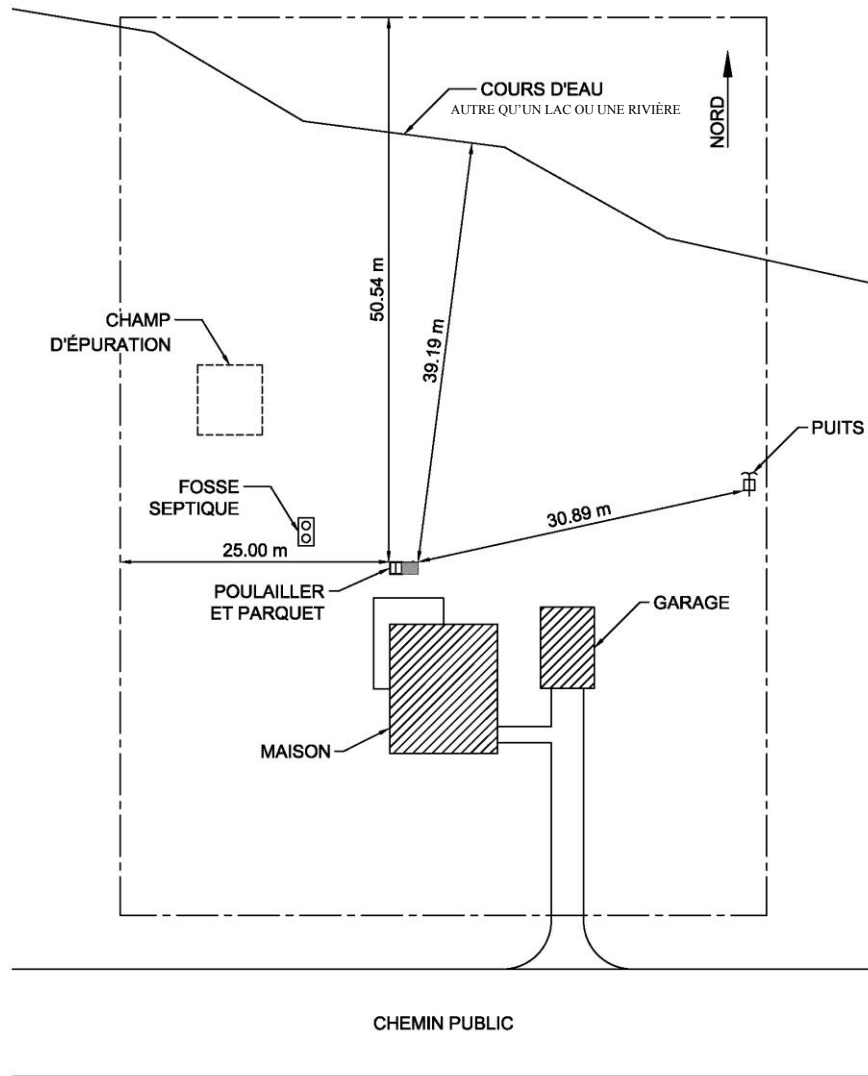 COURS D'EAU
AUTRE QU'UN LAC OU UNE RIVIÈRE
NORD
50.54 m
39.19 m
CHAMP
D'ÉPURATION
PUITS
FOSSE
SEPTIQUE
30.89 m
25.00 m
POULAILLER
ET PARQUET
GARAGE
MAISON
CHEMIN PUBLIC